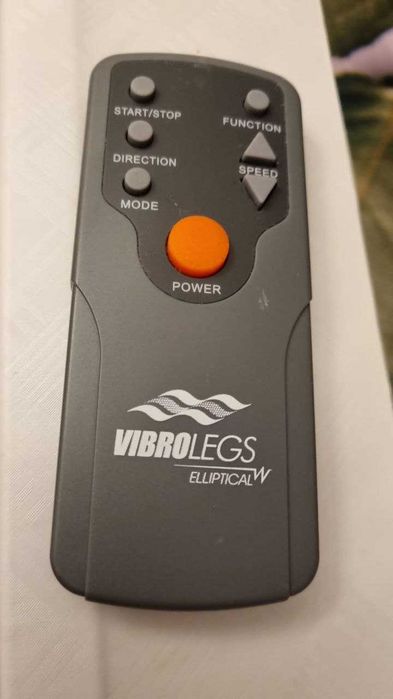 START/STOP
FUNCTION
DIRECTION
SPEED
MODE
POWER
VIBROLEGS
ELLIPTICAL W